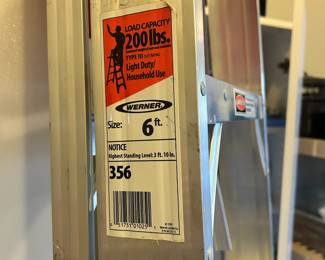 LOAD CAPACITY
200 lbs.
TYPE III
Light Duty/
Household Use
WERNER
Size: 6 ft.
NOTICE
Highest Standing Level: 3 ft. 10 in.
356